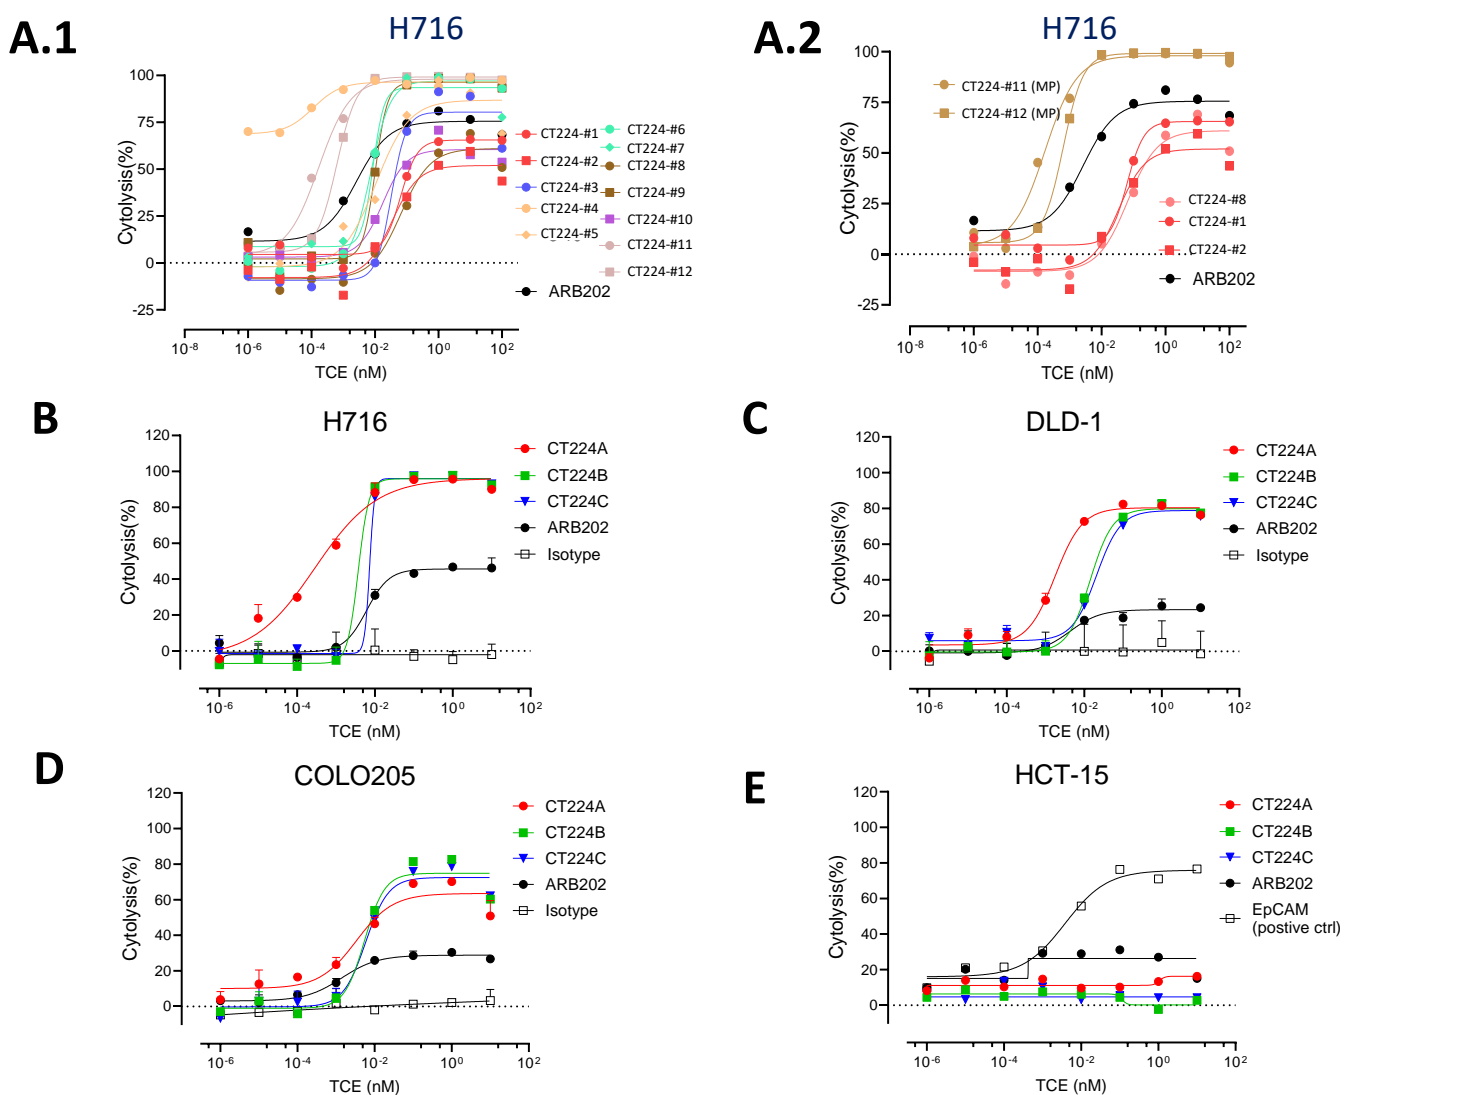 A.1
H716
100
75
50
25
0
-25
Cytolysis(%)
10-8
10-6
10-4
10-2
100
102
TCE (nM)
CT224-#1
CT224-#2
CT224-#3
CT224-#4
CT224-#5
CT224-#6
CT224-#7
CT224-#8
CT224-#9
CT224-#10
CT224-#11
CT224-#12
ARB202
A.2
H716
100
75
50
25
0
-25
Cytolysis(%)
10-8
10-6
10-4
10-2
100
102
TCE (nM)
CT224-#11 (MP)
CT224-#12 (MP)
CT224-#8
CT224-#1
CT224-#2
ARB202
B
H716
120
100
80
60
40
20
0
Cytolysis(%)
10-6
10-4
10-2
100
102
TCE (nM)
CT224A
CT224B
CT224C
ARB202
Isotype
C
DLD-1
120
100
80
60
40
20
0
Cytolysis(%)
10-6
10-4
10-2
100
102
TCE (nM)
CT224A
CT224B
CT224C
ARB202
Isotype
D
COLO205
120
100
80
60
40
20
0
Cytolysis(%)
10-6
10-4
10-2
100
102
TCE (nM)
CT224A
CT224B
CT224C
ARB202
Isotype
E
HCT-15
120
100
80
60
40
20
0
Cytolysis(%)
10-6
10-4
10-2
100
102
TCE (nM)
CT224A
CT224B
CT224C
ARB202
EpCAM
(postive ctrl)